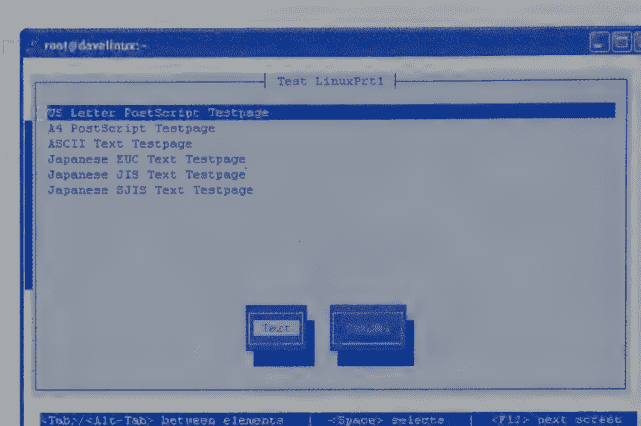 root@davelinux:~
Test LinuxPrt1
US Letter PostScript Testpage
A4 PostScript Testpage
ASCII Text Testpage
Japanese EUC Text Testpage
Japanese JIS Text Testpage
Japanese SJIS Text Testpage
Test
<Tab>/<Alt-Tab> between elements | <Space> selects | <F12> next screen